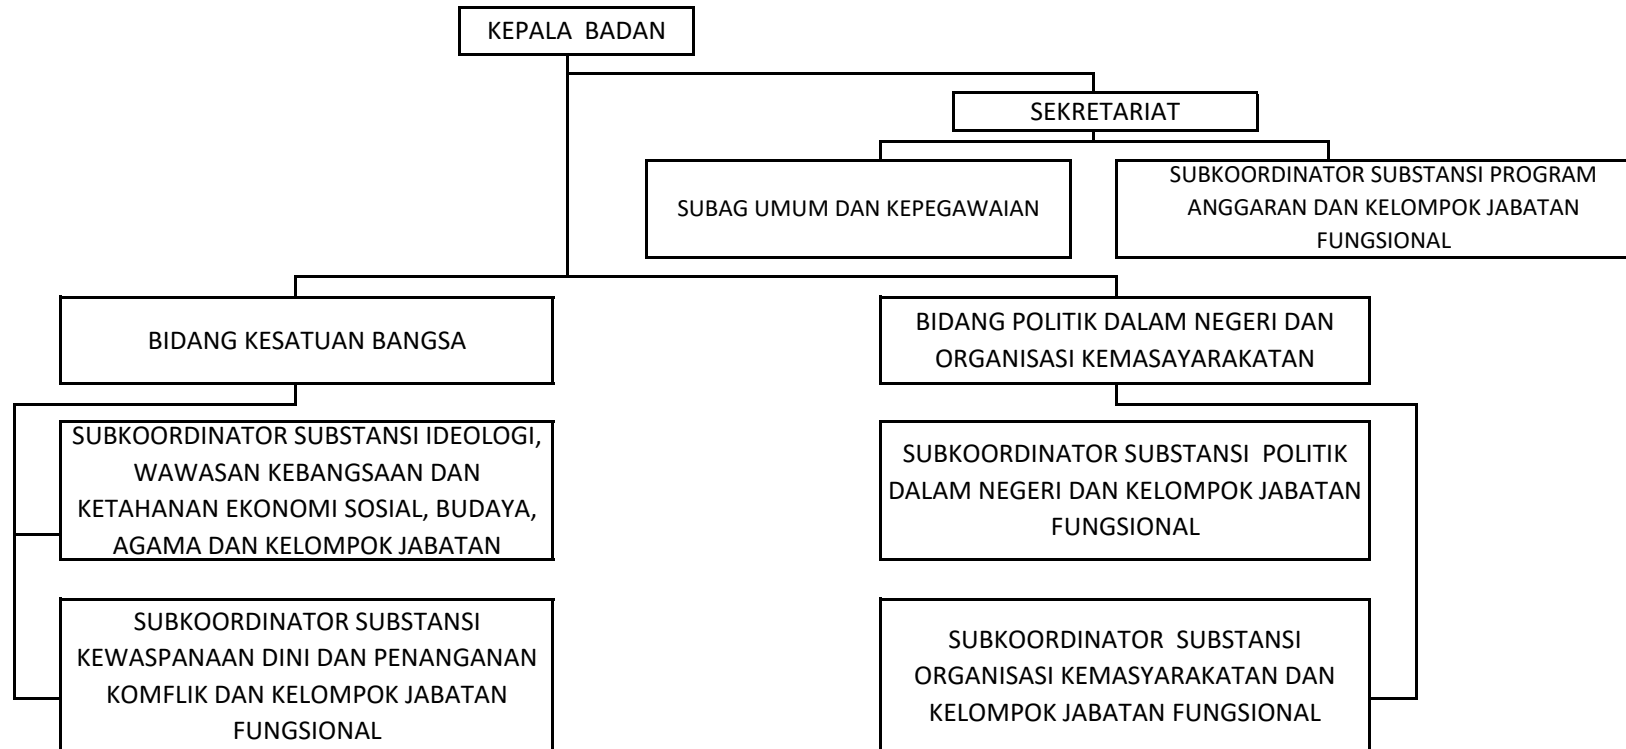 KEPALA  BADAN
SEKRETARIAT
SUBAG UMUM DAN KEPEGAWAIAN
SUBKOORDINATOR SUBSTANSI PROGRAM
ANGGARAN DAN KELOMPOK JABATAN
FUNGSIONAL
BIDANG KESATUAN BANGSA
BIDANG POLITIK DALAM NEGERI DAN
ORGANISASI KEMASAYARAKATAN
SUBKOORDINATOR SUBSTANSI IDEOLOGI,
WAWASAN KEBANGSAAN DAN
KETAHANAN EKONOMI SOSIAL, BUDAYA,
AGAMA DAN KELOMPOK JABATAN
SUBKOORDINATOR SUBSTANSI  POLITIK
DALAM NEGERI DAN KELOMPOK JABATAN
FUNGSIONAL
SUBKOORDINATOR SUBSTANSI
KEWASPANAAN DINI DAN PENANGANAN
KOMFLIK DAN KELOMPOK JABATAN
FUNGSIONAL
SUBKOORDINATOR  SUBSTANSI
ORGANISASI KEMASYARAKATAN DAN
KELOMPOK JABATAN FUNGSIONAL